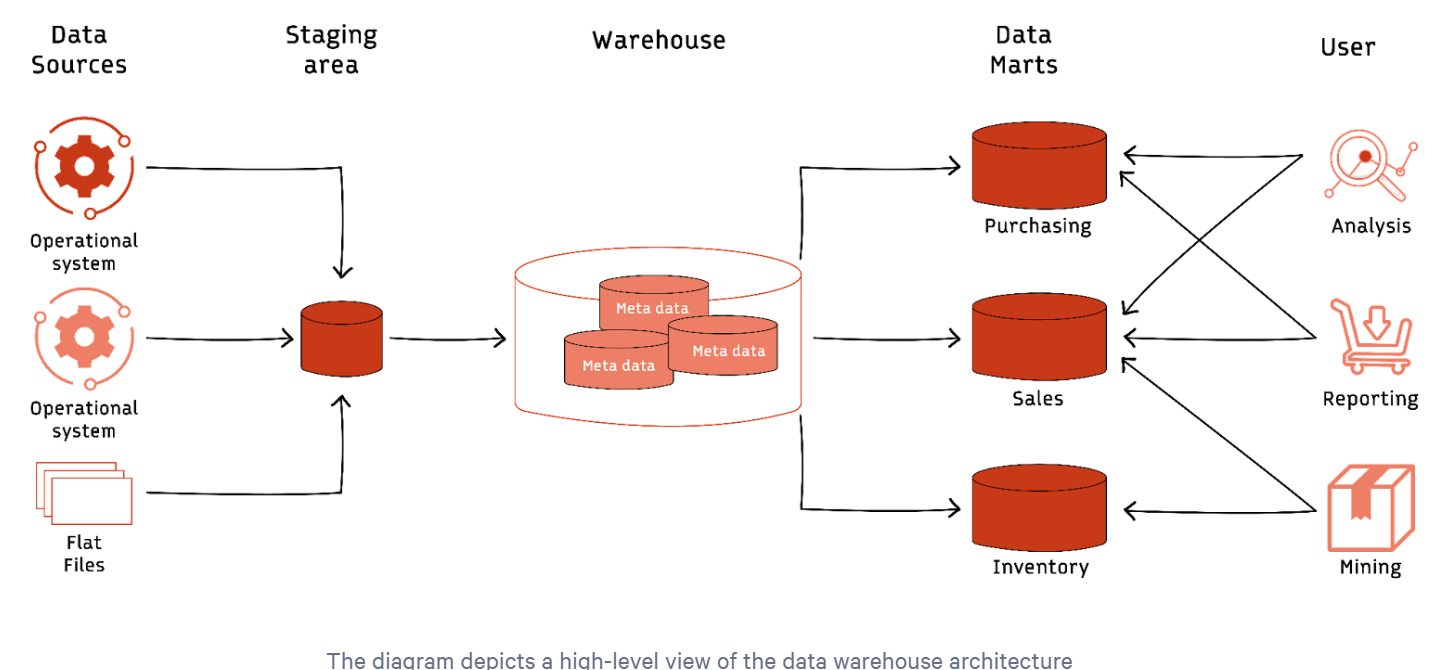 Data
Sources
Staging
area
Warehouse
Data
Marts
User
Operational
system
Operational
system
Flat
Files
Meta data
Meta data
Meta data
Purchasing
Sales
Inventory
Analysis
Reporting
Mining
The diagram depicts a high-level view of the data warehouse architecture